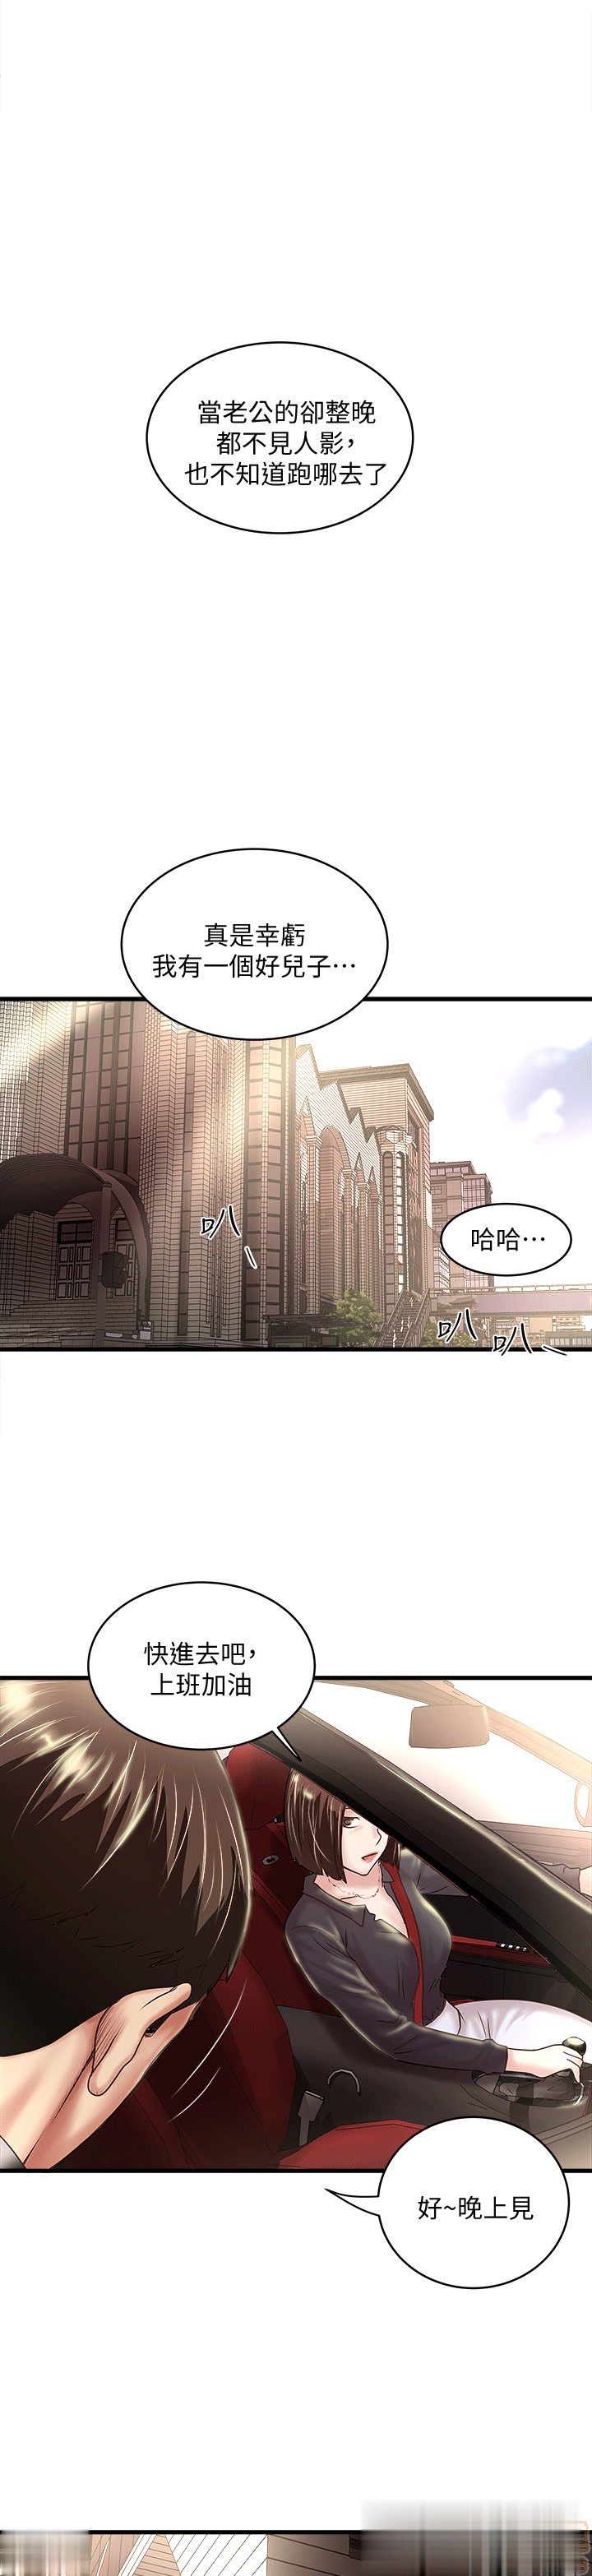 當老公的卻整晚
都不見人影，
也不知道跑哪去了
真是幸虧
我有一個好兒子…
叭
哈哈…
叭
叭
快進去吧，
上班加油
好~晚上見